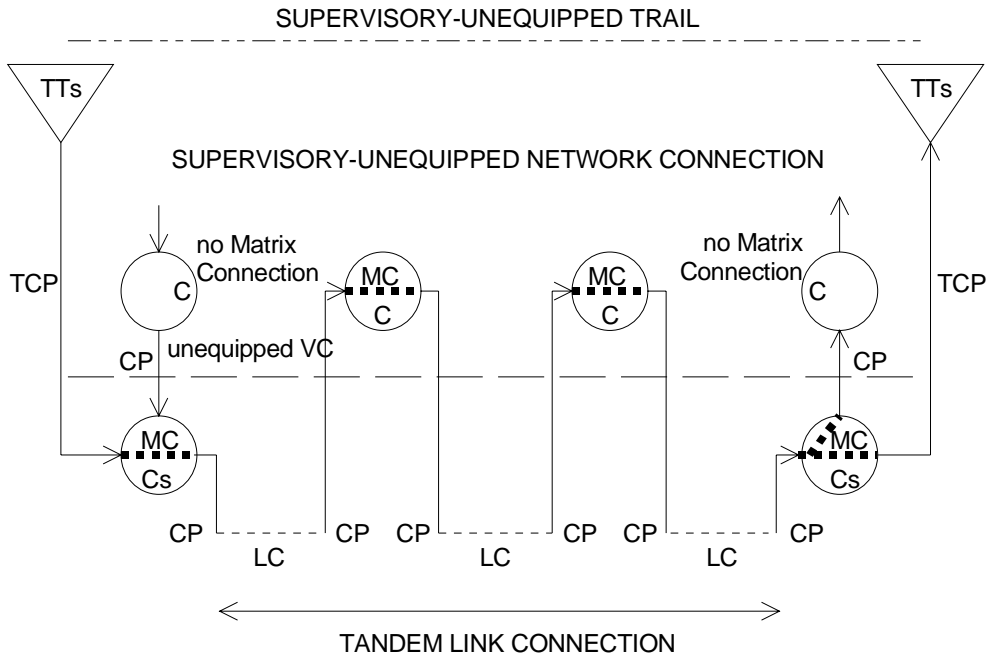 SUPERVISORY-UNEQUIPPED TRAIL
TTs
TTs
SUPERVISORY-UNEQUIPPED NETWORK CONNECTION
no Matrix
Connection
no Matrix
Connection
TCP
C
MC
C
MC
C
C
TCP
CP
unequipped VC
CP
MC
Cs
MC
Cs
CP
CP
CP
CP
CP
CP
LC
LC
LC
TANDEM LINK CONNECTION